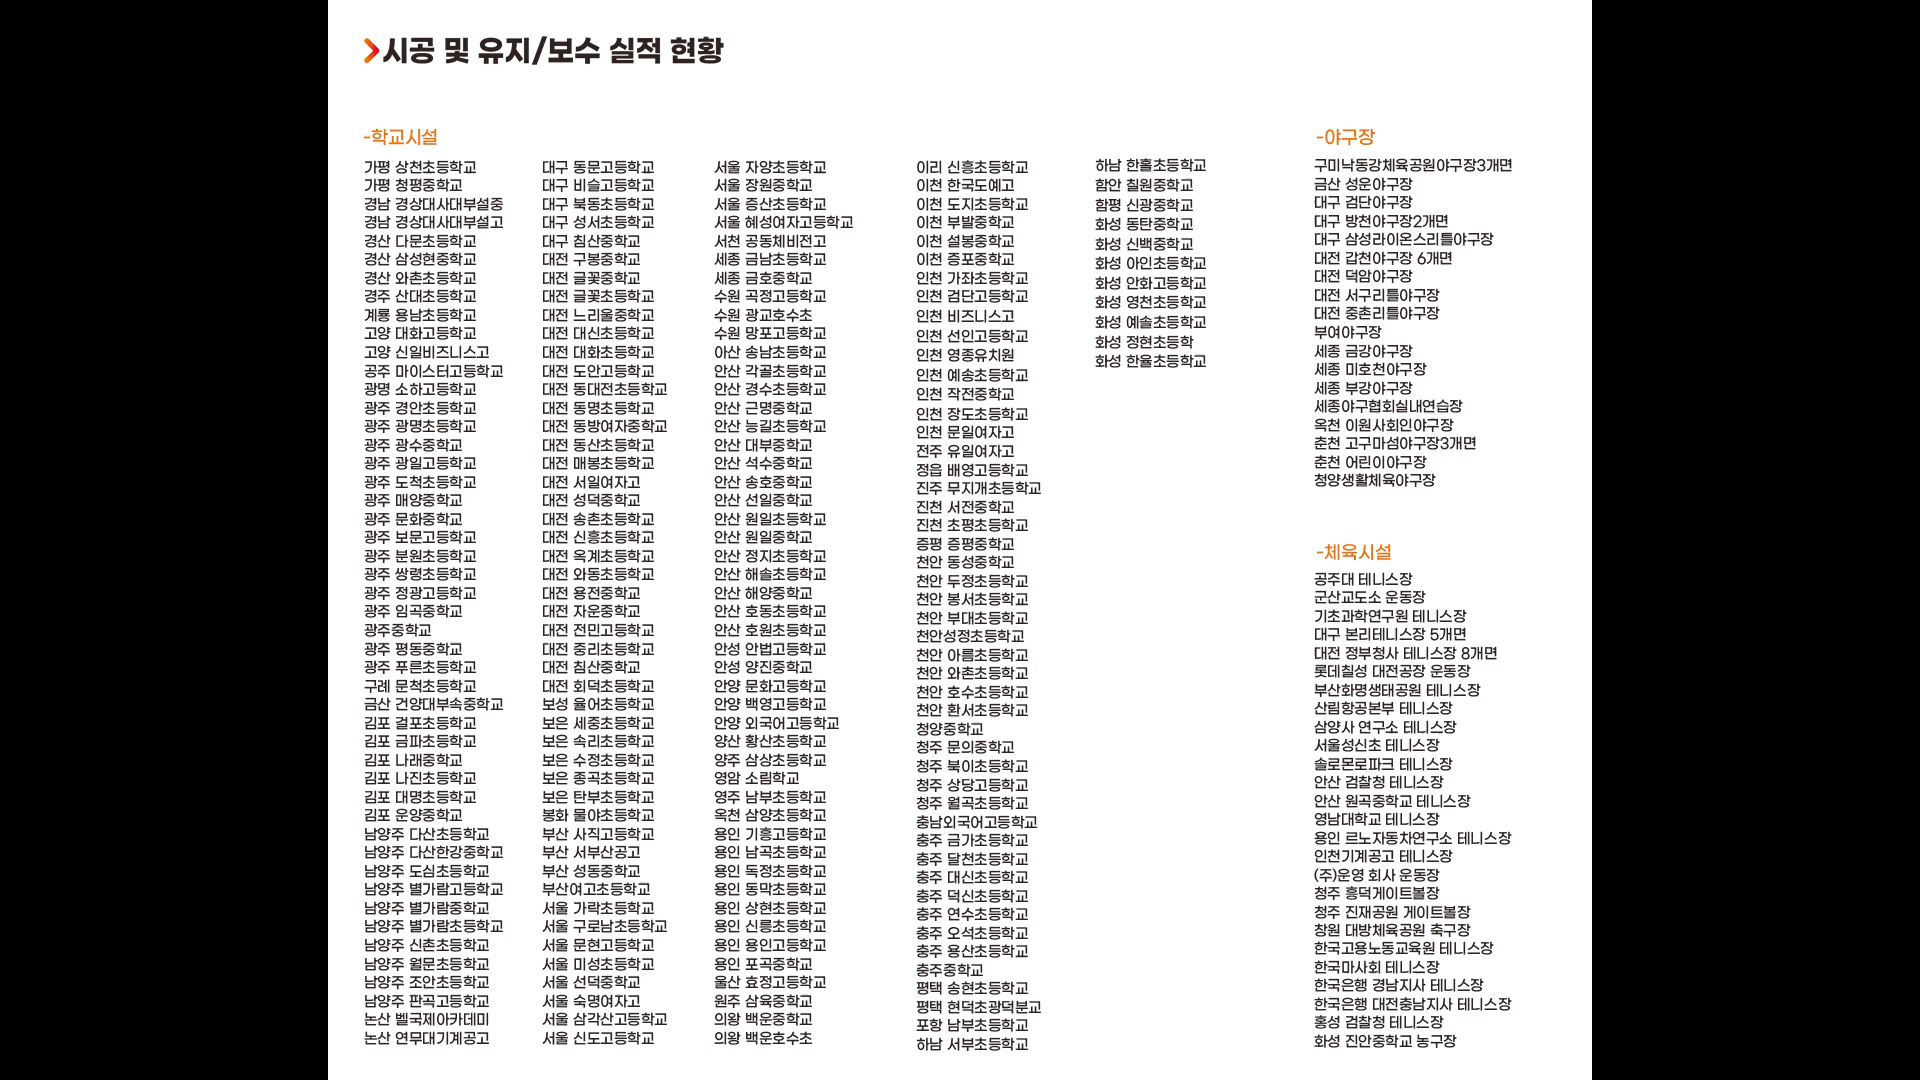 시공 및 유지/보수 실적 현황
-학교시설
가평 상천초등학교
가평 청평중학교
경남 경상대사대부설중
경남 경상대사대부설고
경산 다문초등학교
경산 삼성현중학교
경산 와촌초등학교
경주 산대초등학교
계룡 용남초등학교
고양 대화고등학교
고양 신일비즈니스고
공주 마이스터고등학교
광명 소하고등학교
광주 경안초등학교
광주 광명초등학교
광주 광수중학교
광주 광일고등학교
광주 도척초등학교
광주 매양중학교
광주 문화중학교
광주 보문고등학교
광주 분원초등학교
광주 쌍령초등학교
광주 정광고등학교
광주 임곡중학교
광주중학교
광주 평동중학교
광주 푸른초등학교
구례 문척초등학교
금산 건양대부속중학교
김포 걸포초등학교
김포 금파초등학교
김포 나래중학교
김포 나진초등학교
김포 대명초등학교
김포 운양중학교
남양주 다산초등학교
남양주 다산한강중학교
남양주 도심초등학교
남양주 별가람고등학교
남양주 별가람중학교
남양주 별가람초등학교
남양주 신촌초등학교
남양주 월문초등학교
남양주 조안초등학교
남양주 판곡고등학교
논산 벨국제아카데미
논산 연무대기계공고
대구 동문고등학교
대구 비슬고등학교
대구 북동초등학교
대구 성서초등학교
대구 침산중학교
대전 구봉중학교
대전 글꽃중학교
대전 글꽃초등학교
대전 느리울중학교
대전 대신초등학교
대전 대화초등학교
대전 도안고등학교
대전 동대전초등학교
대전 동명초등학교
대전 동방여자중학교
대전 동산초등학교
대전 매봉초등학교
대전 서일여자고
대전 성덕중학교
대전 송촌초등학교
대전 신흥초등학교
대전 옥계초등학교
대전 와동초등학교
대전 용전중학교
대전 자운중학교
대전 전민고등학교
대전 중리초등학교
대전 침산중학교
대전 회덕초등학교
보성 율어초등학교
보은 세중초등학교
보은 속리초등학교
보은 수정초등학교
보은 종곡초등학교
보은 탄부초등학교
봉화 물야초등학교
부산 사직고등학교
부산 서부산공고
부산 성동중학교
부산여고초등학교
서울 가락초등학교
서울 구로남초등학교
서울 문현고등학교
서울 미성초등학교
서울 선덕중학교
서울 숙명여자고
서울 삼각산고등학교
서울 신도고등학교
서울 자양초등학교
서울 장원중학교
서울 증산초등학교
서울 혜성여자고등학교
서천 공동체비전고
세종 금남초등학교
세종 금호중학교
수원 곡정고등학교
수원 광교호수초
수원 망포고등학교
아산 송남초등학교
안산 각골초등학교
안산 경수초등학교
안산 근명중학교
안산 능길초등학교
안산 대부중학교
안산 석수중학교
안산 송호중학교
안산 선일중학교
안산 원일초등학교
안산 원일중학교
안산 정지초등학교
안산 해솔초등학교
안산 해양중학교
안산 호동초등학교
안산 호원초등학교
안성 안법고등학교
안성 양진중학교
안양 문화고등학교
안양 백영고등학교
안양 외국어고등학교
양산 황산초등학교
양주 삼상초등학교
영암 소림학교
영주 남부초등학교
옥천 삼양초등학교
용인 기흥고등학교
용인 남곡초등학교
용인 독정초등학교
용인 동막초등학교
용인 상현초등학교
용인 신릉초등학교
용인 용인고등학교
용인 포곡중학교
울산 효정고등학교
원주 삼육중학교
의왕 백운중학교
의왕 백운호수초
이리 신흥초등학교
이천 한국도예고
이천 도지초등학교
이천 부발중학교
이천 설봉중학교
이천 증포중학교
인천 가좌초등학교
인천 검단고등학교
인천 비즈니스고
인천 선인고등학교
인천 영종유치원
인천 예송초등학교
인천 작전중학교
인천 장도초등학교
인천 문일여자고
전주 유일여자고
정읍 배영고등학교
진주 무지개초등학교
진천 서전중학교
진천 초평초등학교
증평 증평중학교
천안 동성중학교
천안 두정초등학교
천안 봉서초등학교
천안 부대초등학교
천안성정초등학교
천안 아름초등학교
천안 와촌초등학교
천안 호수초등학교
천안 환서초등학교
청양중학교
청주 문의중학교
청주 북이초등학교
청주 상당고등학교
청주 월곡초등학교
충남외국어고등학교
충주 금가초등학교
충주 달천초등학교
충주 대신초등학교
충주 덕신초등학교
충주 연수초등학교
충주 오석초등학교
충주 용산초등학교
충주중학교
평택 송현초등학교
평택 현덕초광덕분교
포항 남부초등학교
하남 서부초등학교
하남 한홀초등학교
함안 칠원중학교
함평 신광중학교
화성 동탄중학교
화성 신백중학교
화성 아인초등학교
화성 안화고등학교
화성 영천초등학교
화성 예솔초등학교
화성 정현초등학
화성 한율초등학교
-야구장
구미낙동강체육공원야구장3개면
금산 성운야구장
대구 검단야구장
대구 방천야구장2개면
대구 삼성라이온스리틀야구장
대전 갑천야구장 6개면
대전 덕암야구장
대전 서구리틀야구장
대전 중촌리틀야구장
부여야구장
세종 금강야구장
세종 미호천야구장
세종 부강야구장
세종야구협회실내연습장
옥천 이원사회인야구장
춘천 고구마섬야구장3개면
춘천 어린이야구장
청양생활체육야구장
-체육시설
공주대 테니스장
군산교도소 운동장
기초과학연구원 테니스장
대구 본리테니스장 5개면
대전 정부청사 테니스장 8개면
롯데칠성 대전공장 운동장
부산화명생태공원 테니스장
산림항공본부 테니스장
삼양사 연구소 테니스장
서울성신초 테니스장
솔로몬로파크 테니스장
안산 검찰청 테니스장
안산 원곡중학교 테니스장
영남대학교 테니스장
용인 르노자동차연구소 테니스장
인천기계공고 테니스장
(주)운영 회사 운동장
청주 흥덕게이트볼장
청주 진재공원 게이트볼장
창원 대방체육공원 축구장
한국고용노동교육원 테니스장
한국마사회 테니스장
한국은행 경남지사 테니스장
한국은행 대전충남지사 테니스장
홍성 검찰청 테니스장
화성 진안중학교 농구장